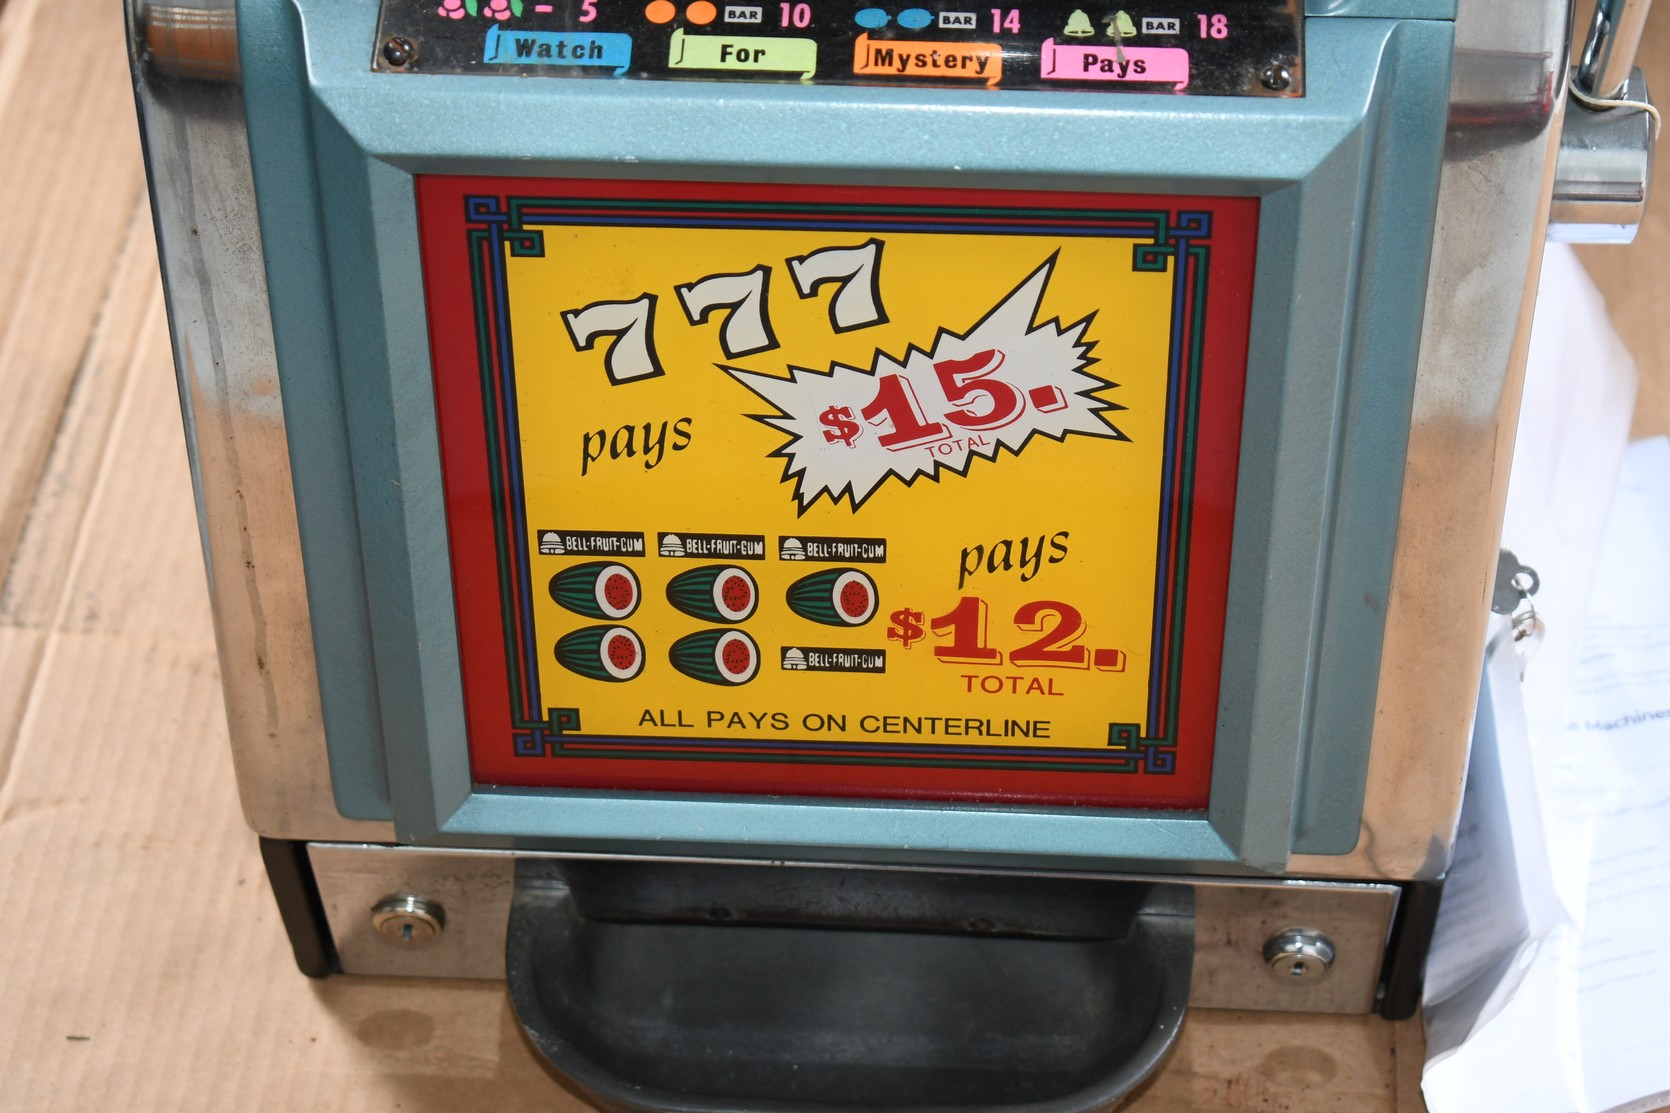 - 5
BAR 10
BAR 14
BAR 18
Watch For Mystery Pays
777
$15.
TOTAL
pays
BELL-FRUIT-GUM BELL-FRUIT-GUM BELL-FRUIT-GUM
pays
$12.
BELL-FRUIT-GUM
TOTAL
ALL PAYS ON CENTERLINE
Machines